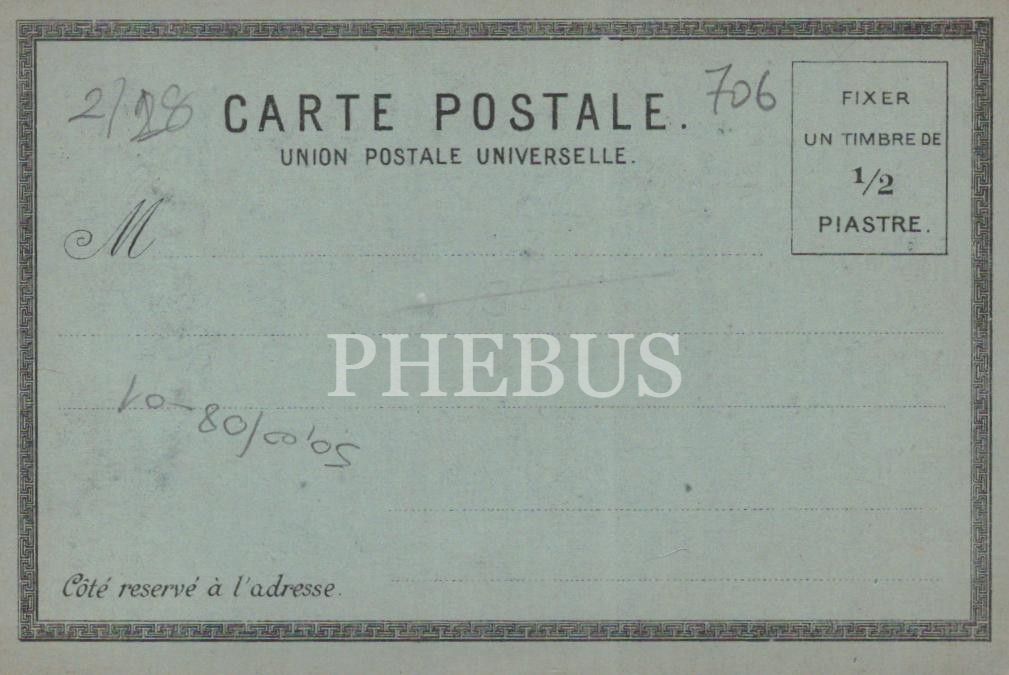 2/28 CARTE POSTALE. 706
UNION POSTALE UNIVERSELLE.
FIXER
UN TIMBRE DE
1/2
PIASTRE.
M
PHEBUS
Côté reservé à l'adresse.